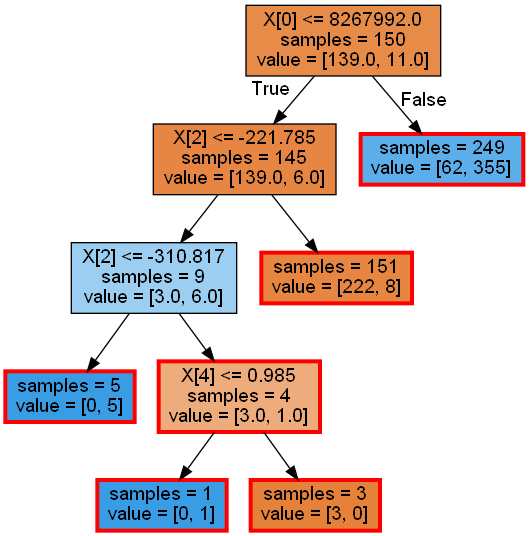 X[0] <= 8267992.0
samples = 150
value = [139.0, 11.0]
True
False
X[2] <= -221.785
samples = 145
value = [139.0, 6.0]
samples = 249
value = [62, 355]
X[2] <= -310.817
samples = 9
value = [3.0, 6.0]
samples = 151
value = [222, 8]
samples = 5
value = [0, 5]
X[4] <= 0.985
samples = 4
value = [3.0, 1.0]
samples = 1
value = [0, 1]
samples = 3
value = [3, 0]